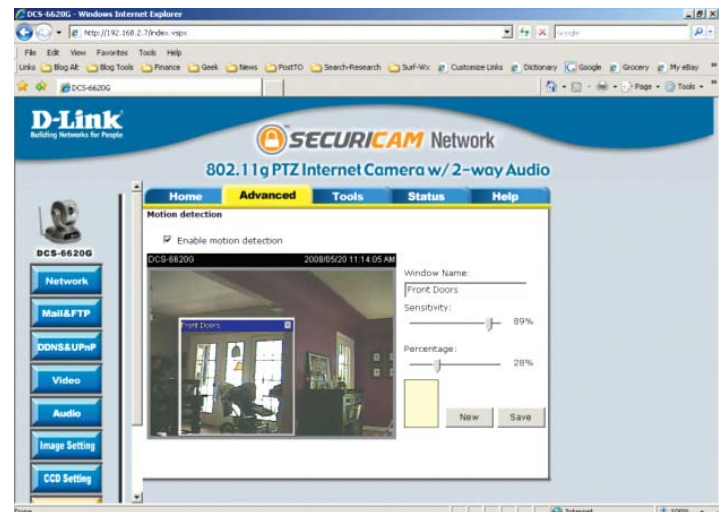 DCS-6620G - Windows Internet Explorer
http://192.168.2.7/index.vspx
Google
File Edit View Favorites Tools Help
Links Blog Alt Blog Tools Finance Geek News PostTO Search-Research Surf-Wx Customize Links Dictionary Google Grocery My eBay
DCS-6620G
Page Tools
D-Link
Building Networks for People
SECURICAM Network
802.11g PTZ Internet Camera w/ 2-way Audio
Home Advanced Tools Status Help
Motion detection
Enable motion detection
DCS-6620G 2008/05/20 11:14:05 AM
Front Doors
Window Name:
Front Doors
Sensitivity:
89%
Percentage:
28%
New Save
DCS-6620G
Network
Mail&FTP
DDNS&UPnP
Video
Audio
Image Setting
CCD Setting
Done
Internet
100%